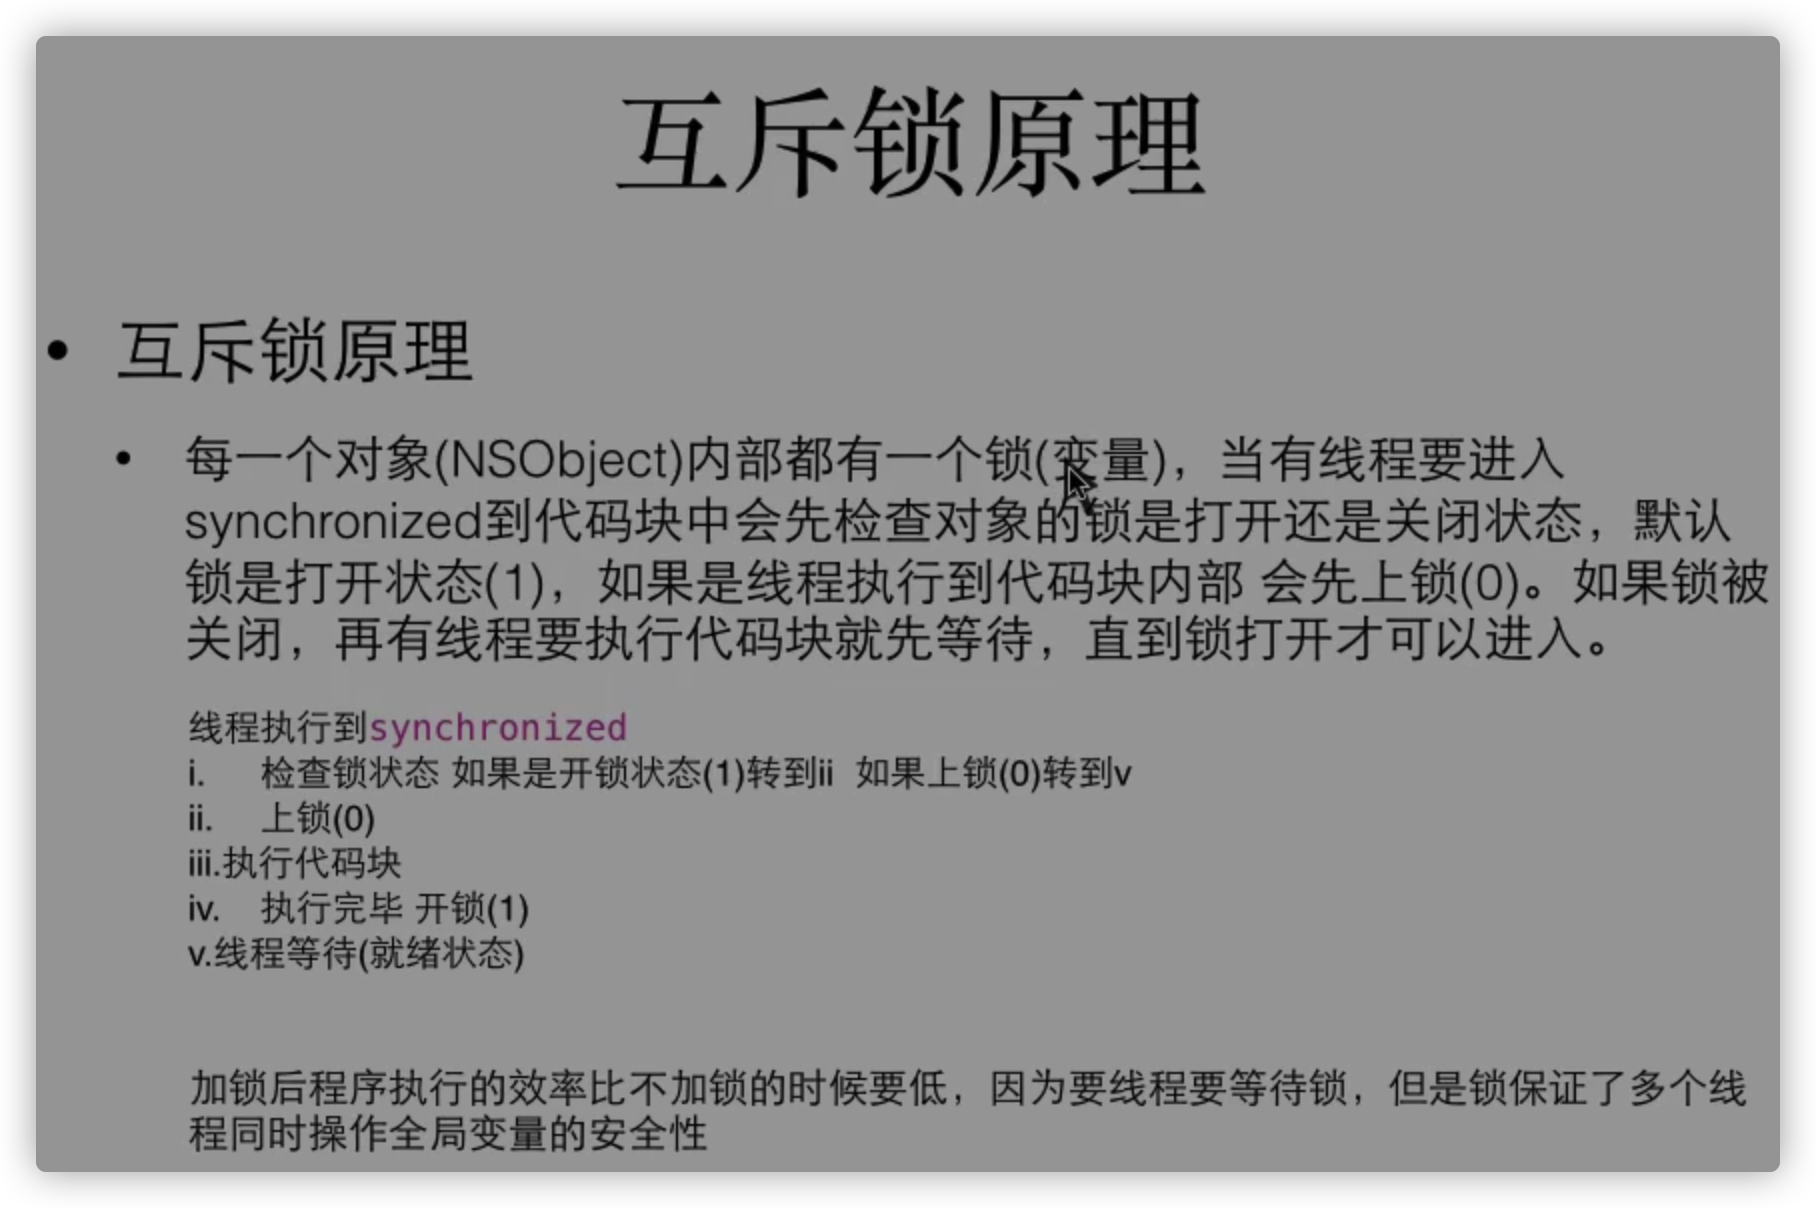 互斥锁原理
• 互斥锁原理
• 每一个对象(NSObject)内部都有一个锁(变量)，当有线程要进入
synchronized到代码块中会先检查对象的锁是打开还是关闭状态，默认
锁是打开状态(1)，如果是线程执行到代码块内部 会先上锁(0)。如果锁被
关闭，再有线程要执行代码块就先等待，直到锁打开才可以进入。
线程执行到synchronized
i. 检查锁状态 如果是开锁状态(1)转到ii 如果上锁(0)转到v
ii. 上锁(0)
iii.执行代码块
iv. 执行完毕 开锁(1)
v.线程等待(就绪状态)
加锁后程序执行的效率比不加锁的时候要低，因为要线程要等待锁，但是锁保证了多个线
程同时操作全局变量的安全性